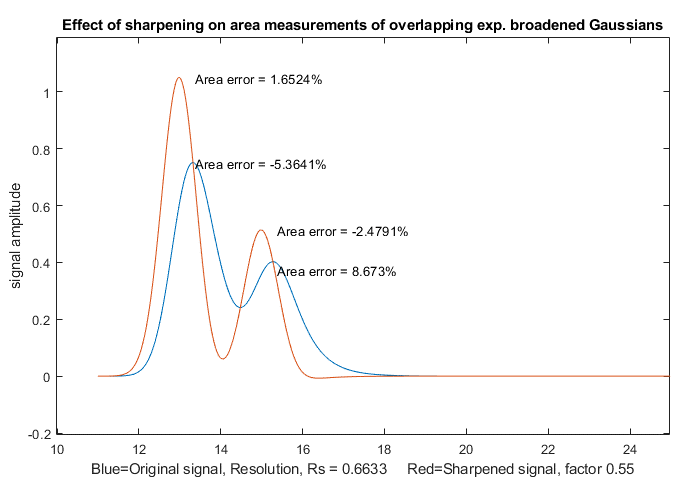 Effect of sharpening on area measurements of overlapping exp. broadened Gaussians
1
0.8
0.6
0.4
0.2
0
-0.2
signal amplitude
Area error = 1.6524%
Area error = -5.3641%
Area error = -2.4791%
Area error = 8.673%
10 12 14 16 18 20 22 24
Blue=Original signal, Resolution, Rs = 0.6633 Red=Sharpened signal, factor 0.55